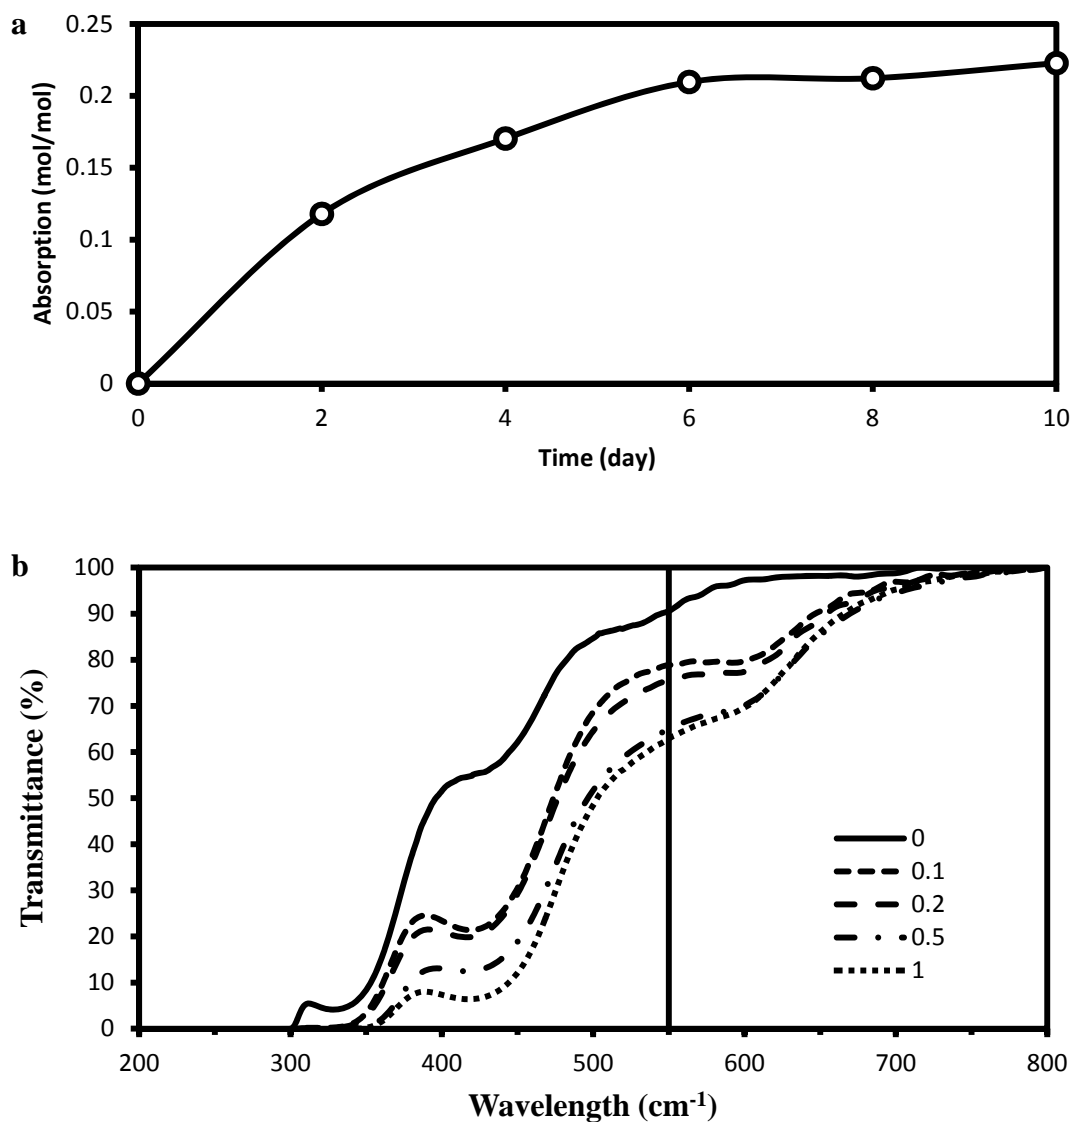 a
0.25
0.2
0.15
0.1
0.05
0
Absorption (mol/mol)
0 2 4 6 8 10
Time (day)
b
100
90
80
70
60
50
40
30
20
10
0
Transmittance (%)
0
0.1
0.2
0.5
1
200 300 400 500 600 700 800
Wavelength (cm-1)